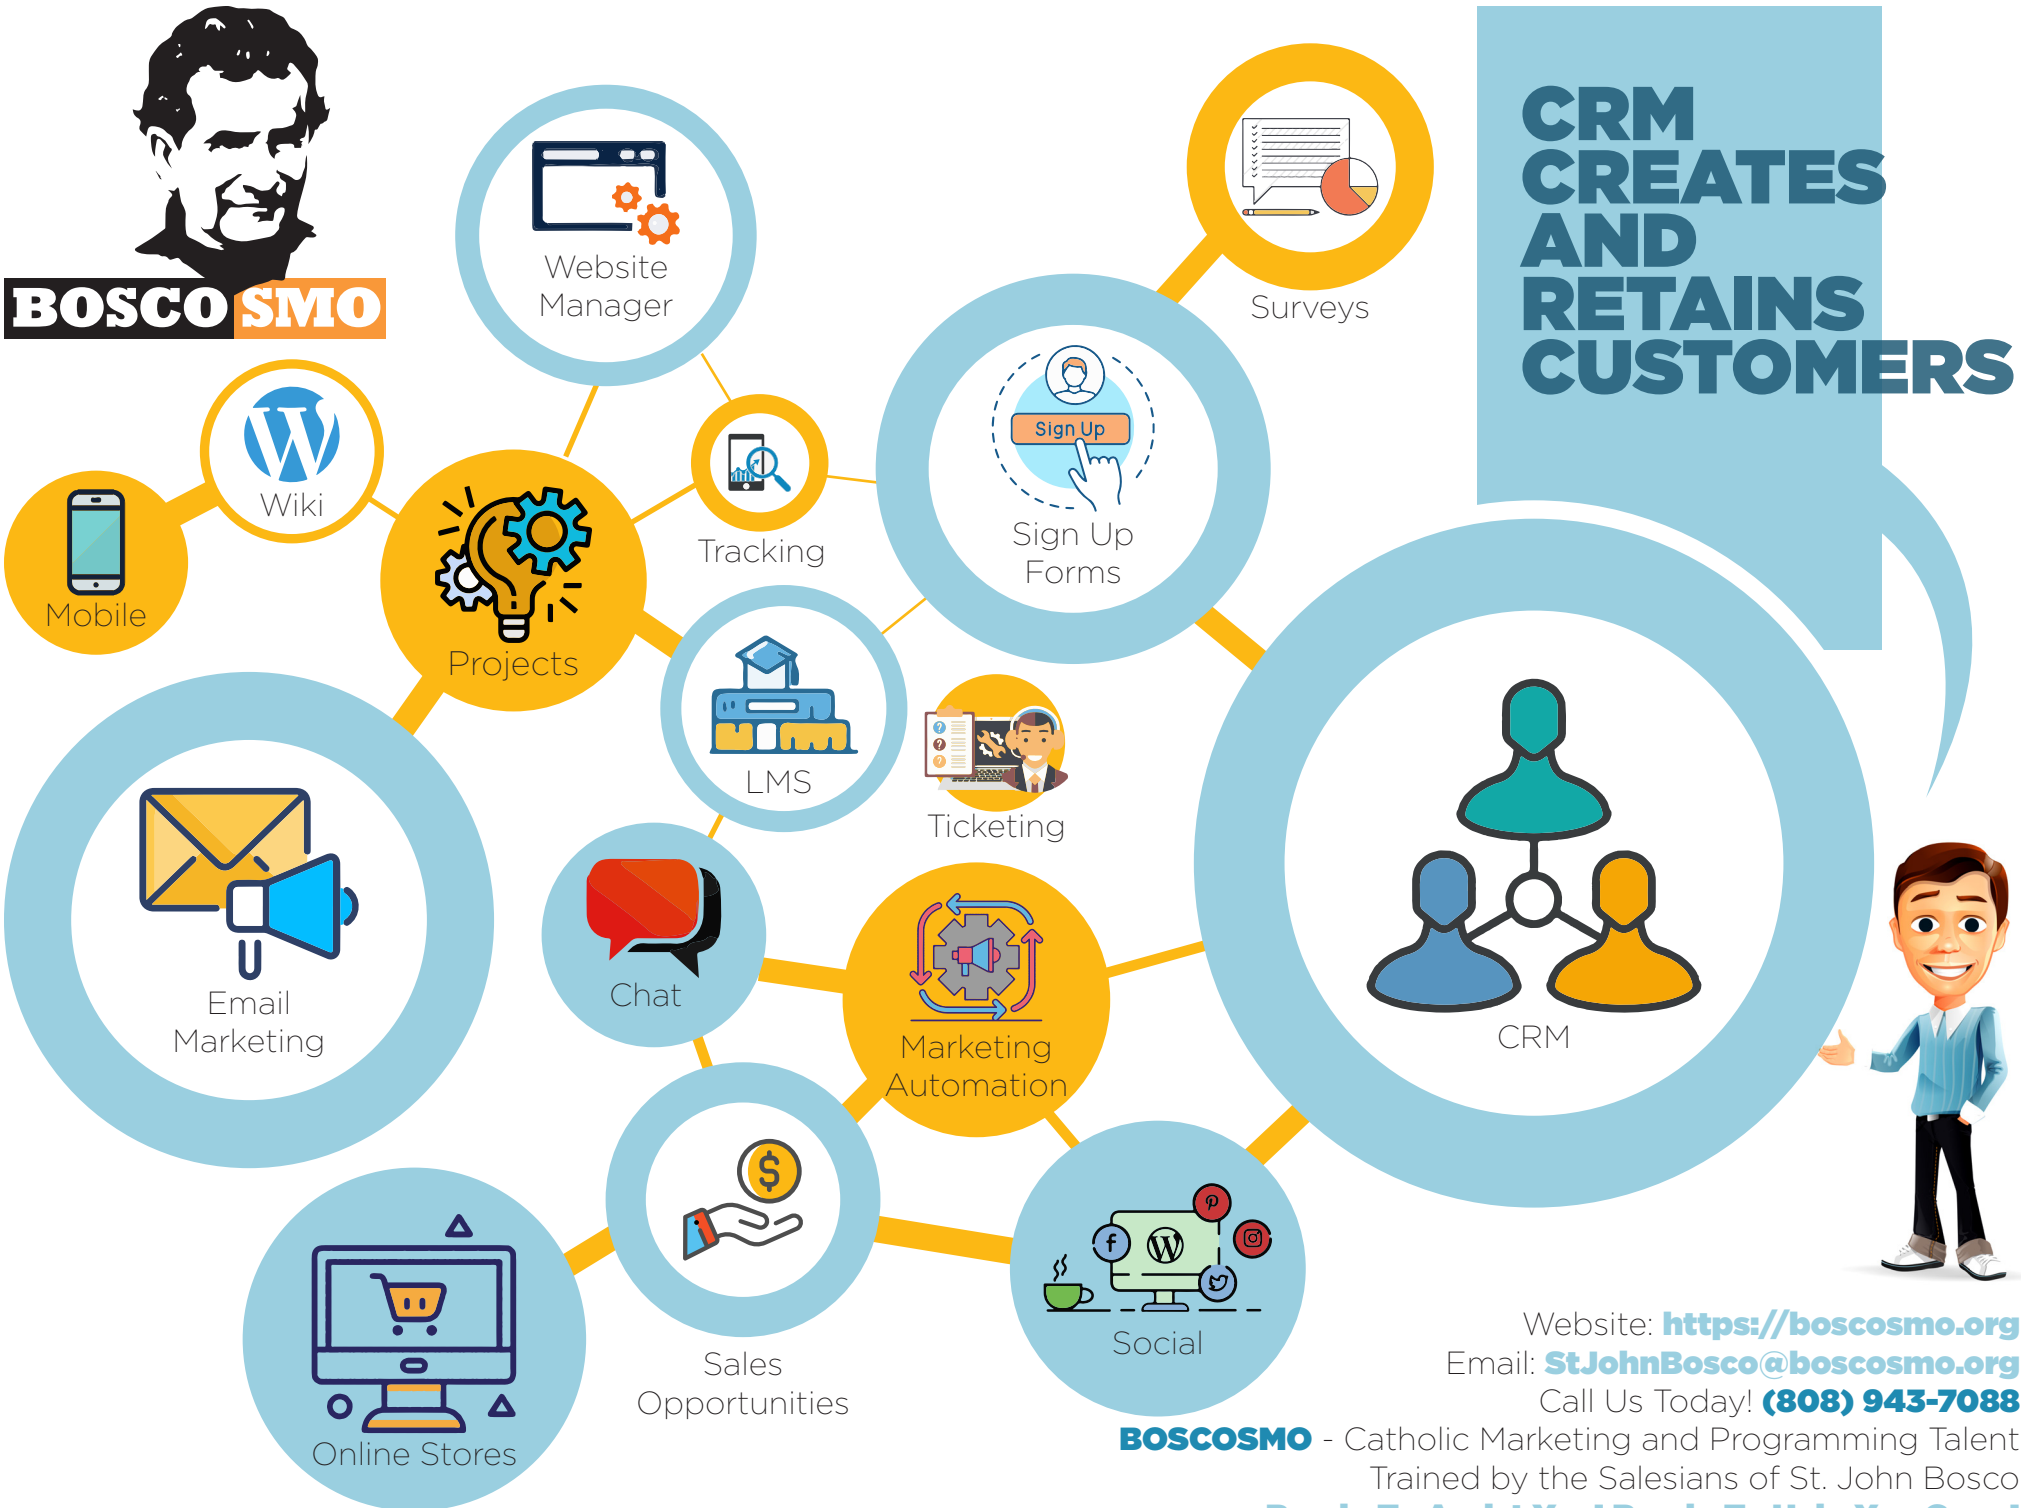 BOSCO SMO
CRM
CREATES
AND
RETAINS
CUSTOMERS
Website
Manager
Surveys
Wiki
Mobile
Projects
Tracking
Sign Up
Sign Up
Forms
LMS
Ticketing
Email
Marketing
Chat
Marketing
Automation
CRM
Sales
Opportunities
Social
Online Stores
Website: https://boscosmo.org
Email: StJohnBosco@boscosmo.org
Call Us Today! (808) 943-7088
BOSCOSMO - Catholic Marketing and Programming Talent
Trained by the Salesians of St. John Bosco